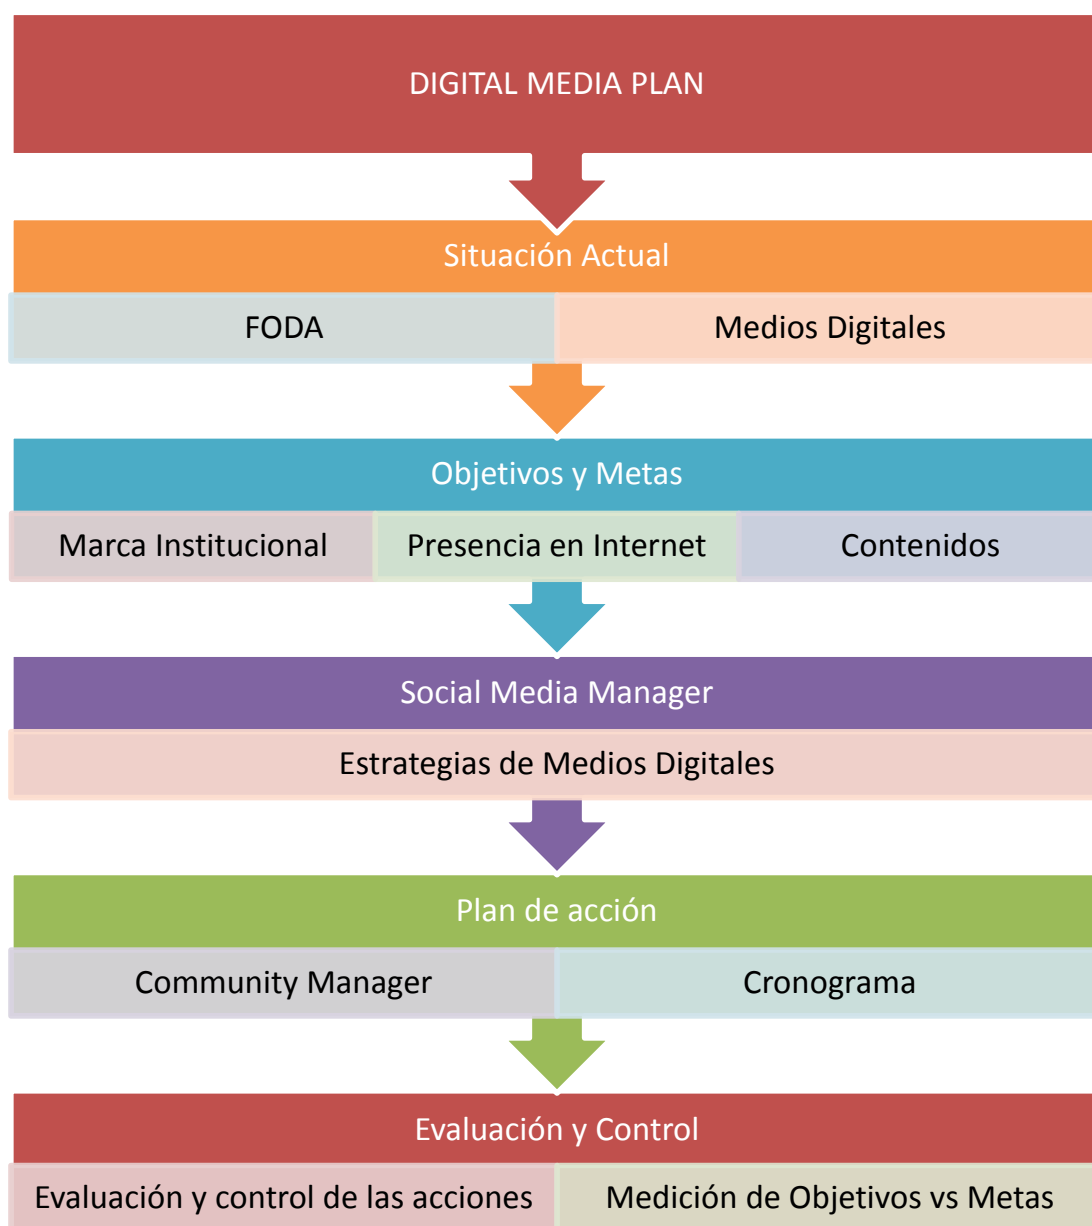 DIGITAL MEDIA PLAN
Situación Actual
FODA
Medios Digitales
Objetivos y Metas
Marca Institucional
Presencia en Internet
Contenidos
Social Media Manager
Estrategias de Medios Digitales
Plan de acción
Community Manager
Cronograma
Evaluación y Control
Evaluación y control de las acciones
Medición de Objetivos vs Metas